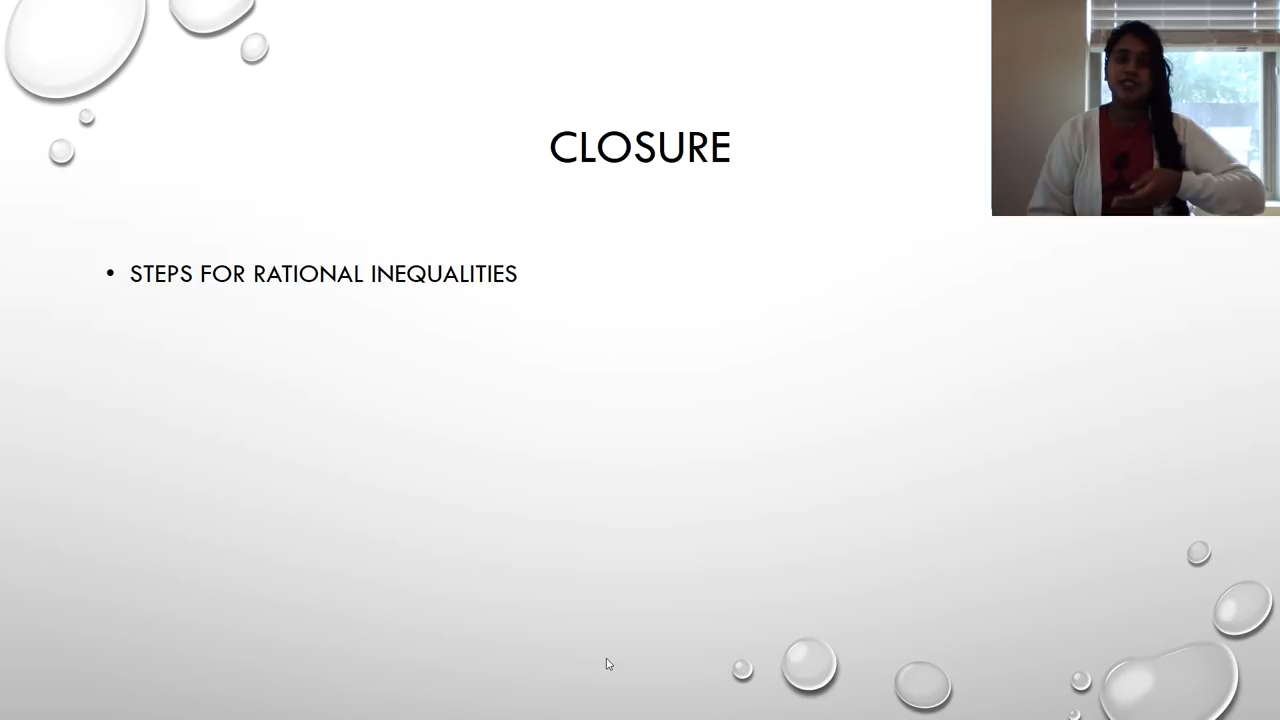 CLOSURE
• STEPS FOR RATIONAL INEQUALITIES